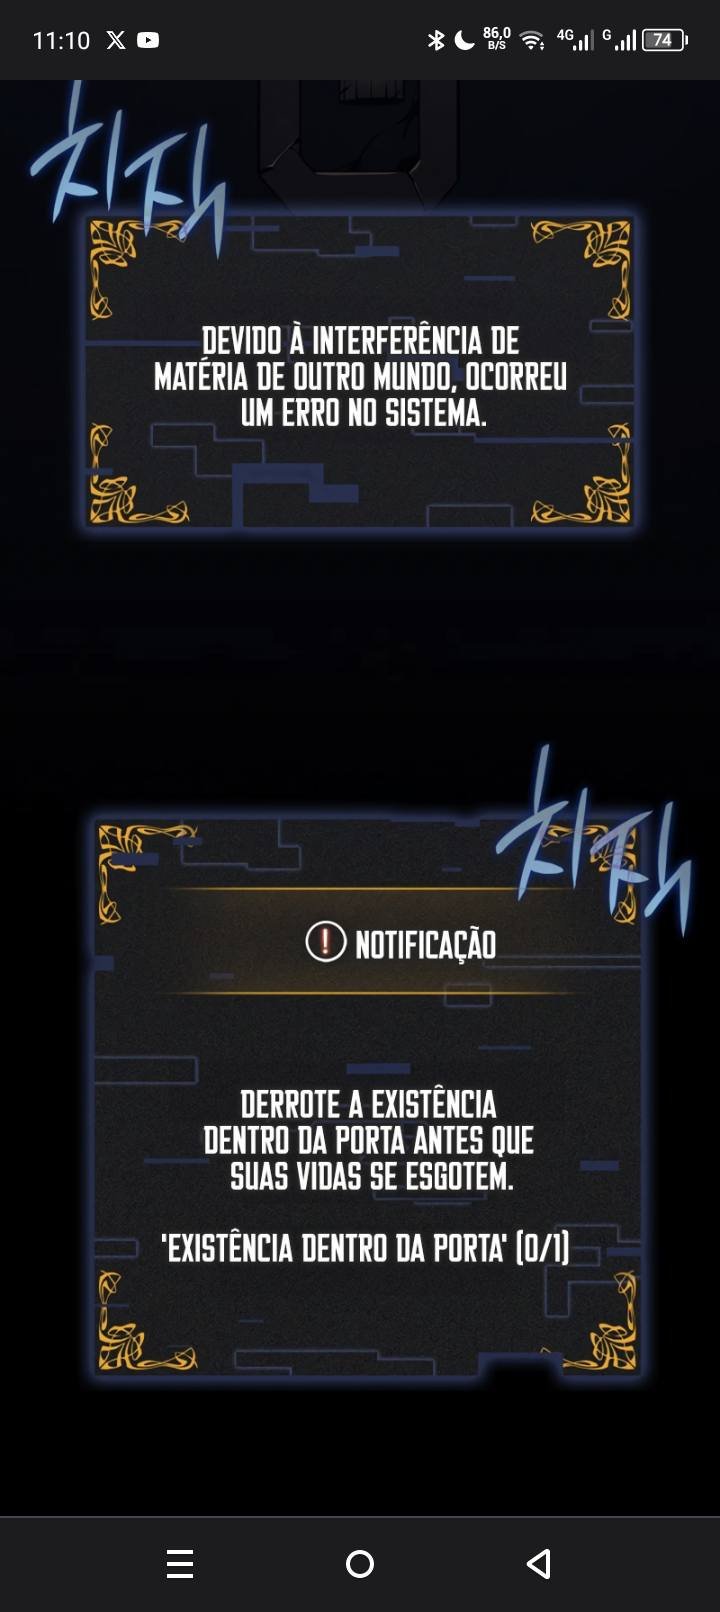 11:10
86,0
B/S
4G
G
74
치지직
DEVIDO À INTERFERÊNCIA DE
MATÉRIA DE OUTRO MUNDO, OCORREU
UM ERRO NO SISTEMA.
치지직
NOTIFICAÇÃO
DERROTE A EXISTÊNCIA
DENTRO DA PORTA ANTES QUE
SUAS VIDAS SE ESGOTEM.
'EXISTÊNCIA DENTRO DA PORTA' (0/1)